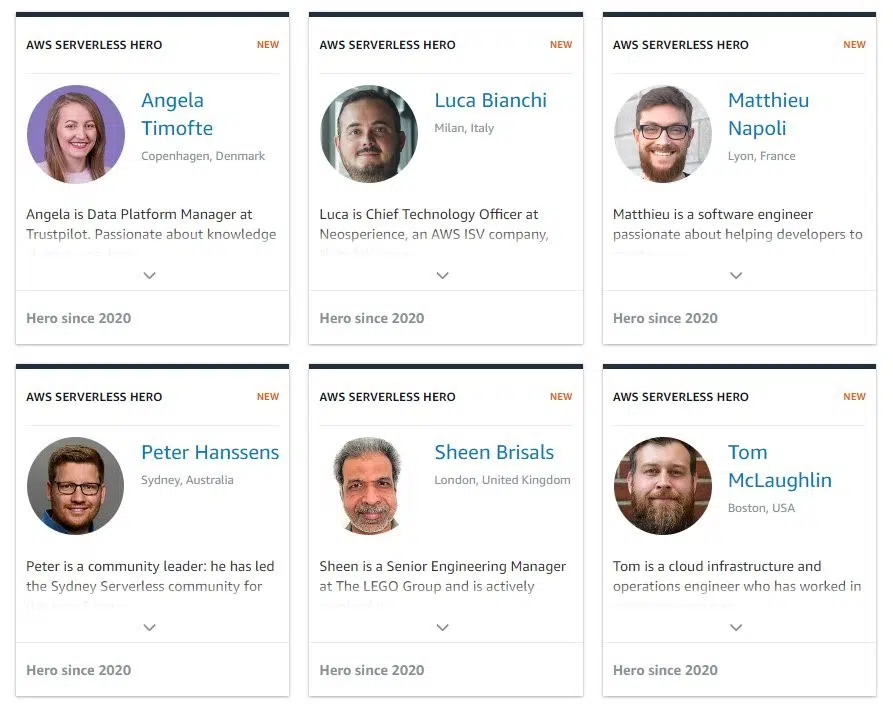 AWS SERVERLESS HERO NEW
Angela
Timofte
Copenhagen, Denmark
Angela is Data Platform Manager at
Trustpilot. Passionate about knowledge
Hero since 2020
AWS SERVERLESS HERO NEW
Luca Bianchi
Milan, Italy
Luca is Chief Technology Officer at
Neosperience, an AWS ISV company,
Hero since 2020
AWS SERVERLESS HERO NEW
Matthieu
Napoli
Lyon, France
Matthieu is a software engineer
passionate about helping developers to
Hero since 2020
AWS SERVERLESS HERO NEW
Peter Hanssens
Sydney, Australia
Peter is a community leader: he has led
the Sydney Serverless community for
Hero since 2020
AWS SERVERLESS HERO NEW
Sheen Brisals
London, United Kingdom
Sheen is a Senior Engineering Manager
at The LEGO Group and is actively
Hero since 2020
AWS SERVERLESS HERO NEW
Tom
McLaughlin
Boston, USA
Tom is a cloud infrastructure and
operations engineer who has worked in
Hero since 2020